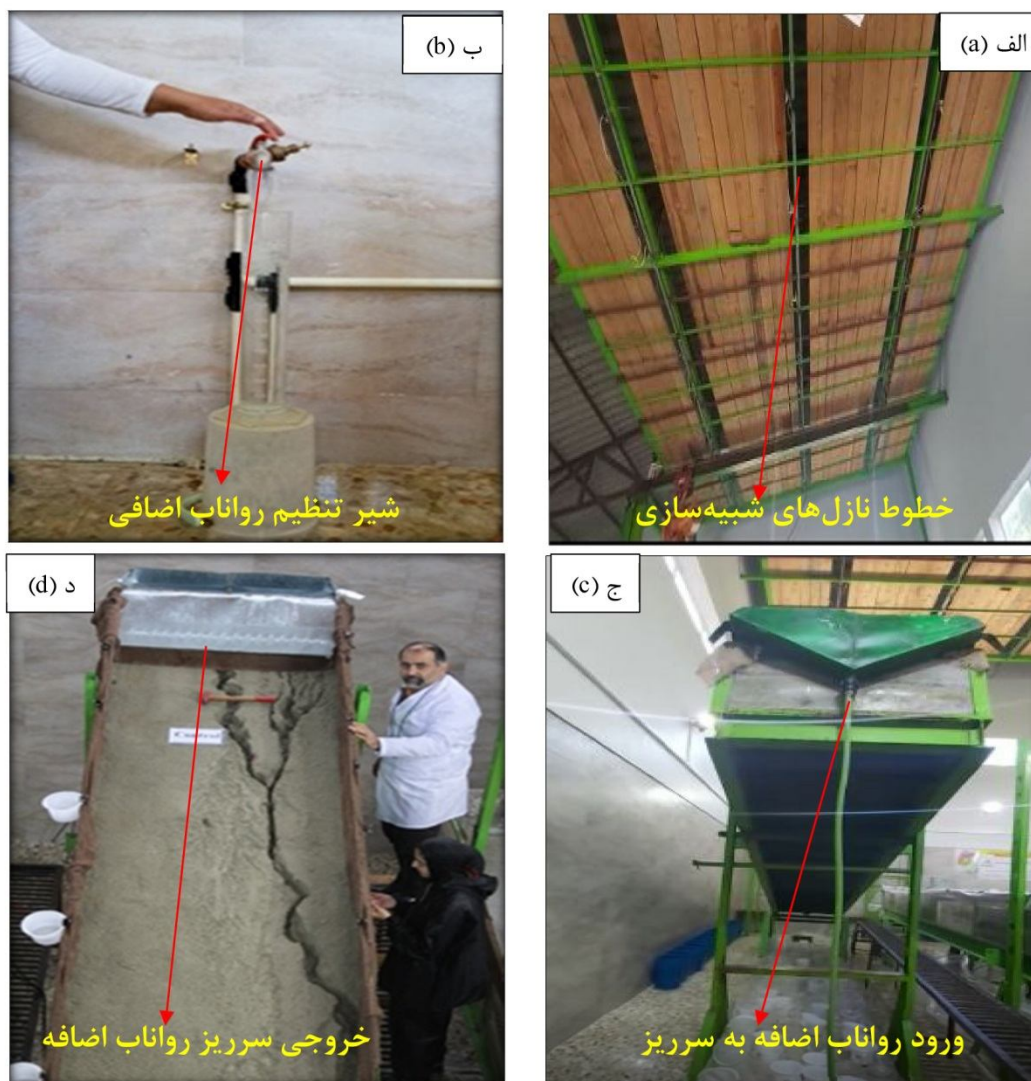 الف (a)
خطوط نازل‌های شبیه‌سازی
ب (b)
شیر تنظیم رواناب اضافی
ج (c)
ورود رواناب اضافه به سرریز
د (d)
Control
خروجی سرریز رواناب اضافه